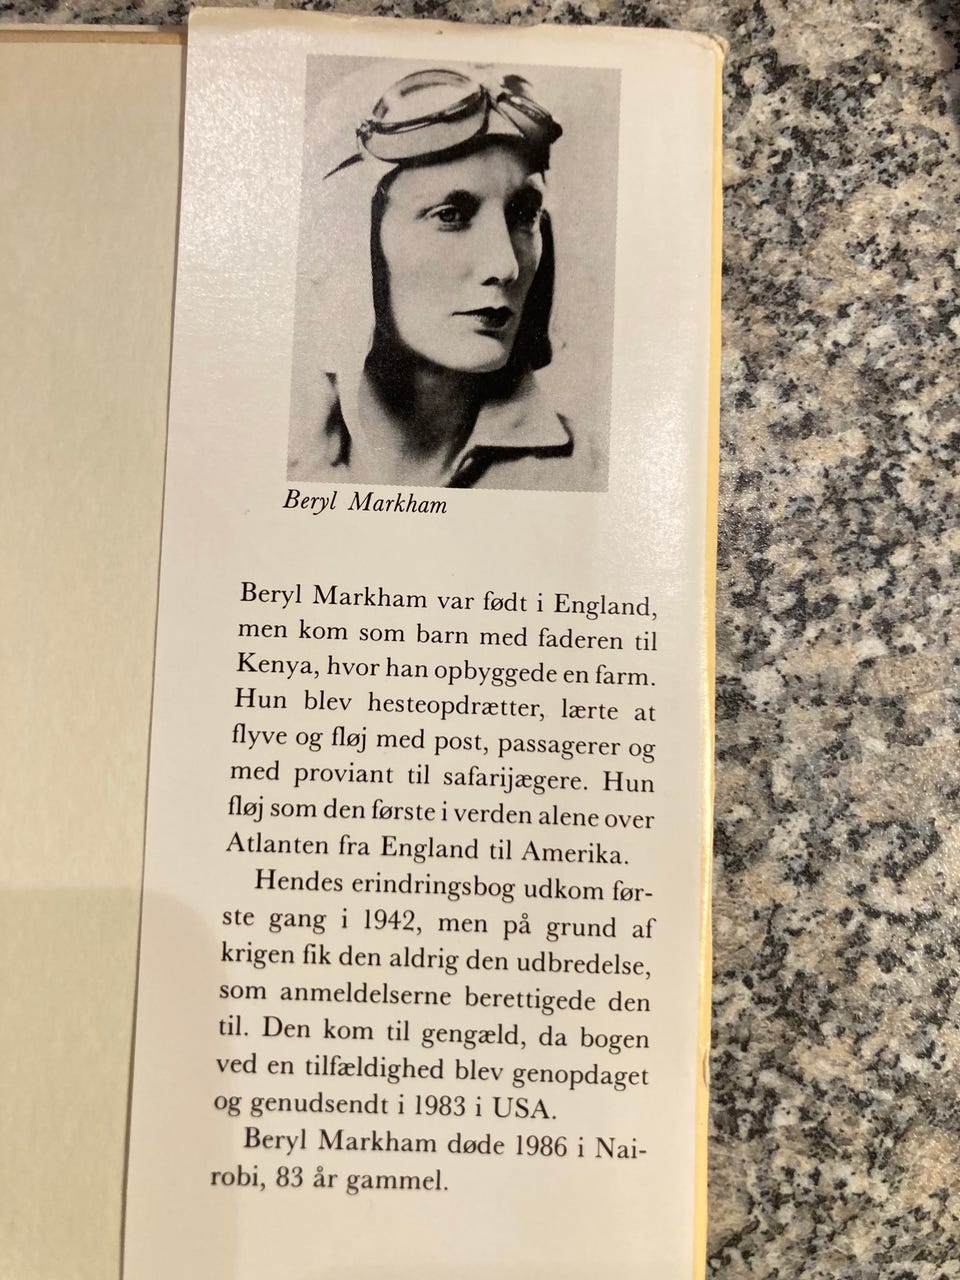 Beryl Markham
Beryl Markham var født i England,
men kom som barn med faderen til
Kenya, hvor han opbyggede en farm.
Hun blev hesteopdrætter, lærte at
flyve og fløj med post, passagerer og
med proviant til safarijægere. Hun
fløj som den første i verden alene over
Atlanten fra England til Amerika.
Hendes erindringsbog udkom før-
ste gang i 1942, men på grund af
krigen fik den aldrig den udbredelse,
som anmeldelserne berettigede den
til. Den kom til gengæld, da bogen
ved en tilfældighed blev genopdaget
og genudsendt i 1983 i USA.
Beryl Markham døde 1986 i Nai-
robi, 83 år gammel.